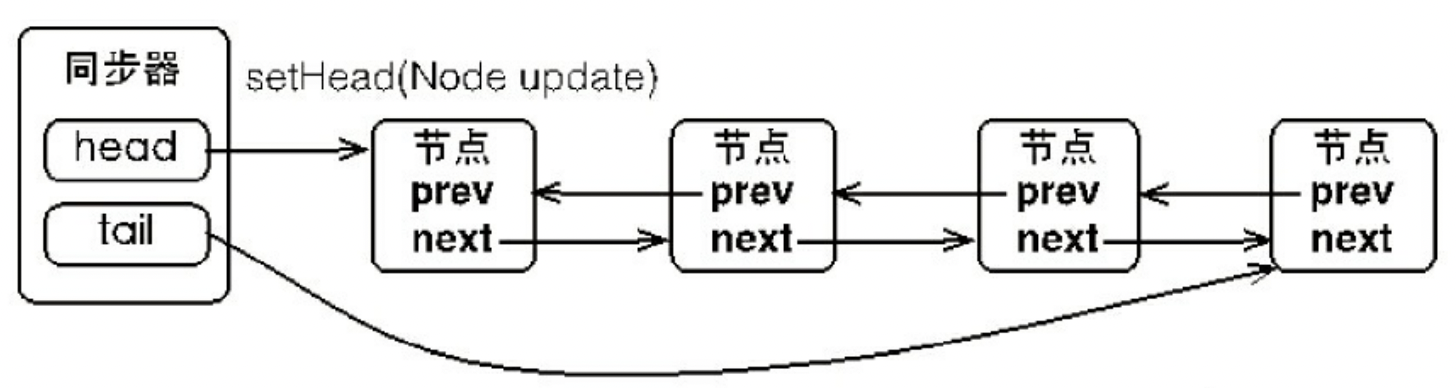 同步器
setHead(Node update)
head
tail
节点
prev
next
节点
prev
next
节点
prev
next
节点
prev
next